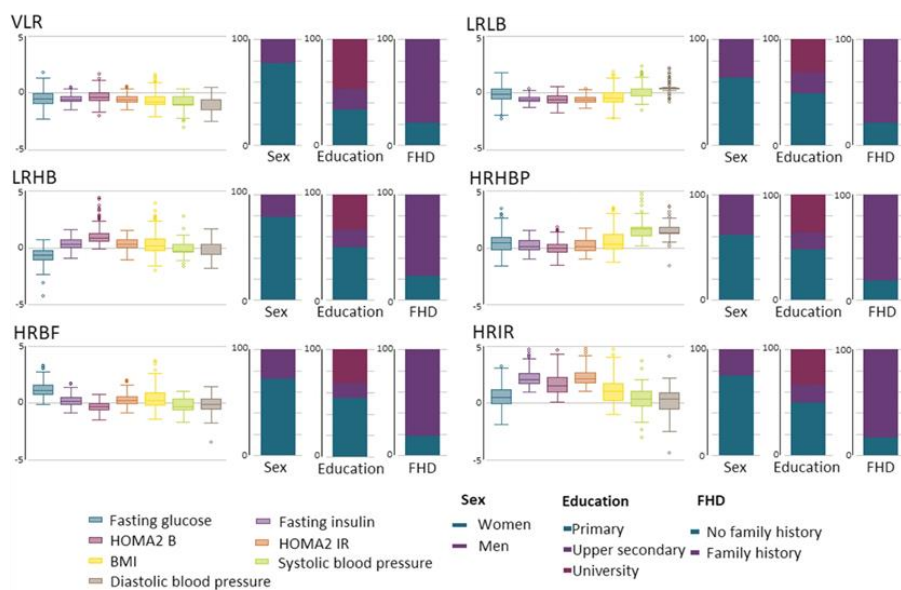 VLR
5
0
-5
100
0
Sex
100
0
Education
100
0
FHD
LRLB
5
0
-5
100
0
Sex
100
0
Education
100
0
FHD
LRHB
5
0
-5
100
0
Sex
100
0
Education
100
0
FHD
HRHBP
5
0
-5
100
0
Sex
100
0
Education
100
0
FHD
HRBF
5
0
-5
100
0
Sex
100
0
Education
100
0
FHD
HRIR
5
0
-5
100
0
Sex
100
0
Education
100
0
FHD
Fasting glucose
HOMA2 B
BMI
Diastolic blood pressure
Fasting insulin
HOMA2 IR
Systolic blood pressure
Sex
Women
Men
Education
Primary
Upper secondary
University
FHD
No family history
Family history